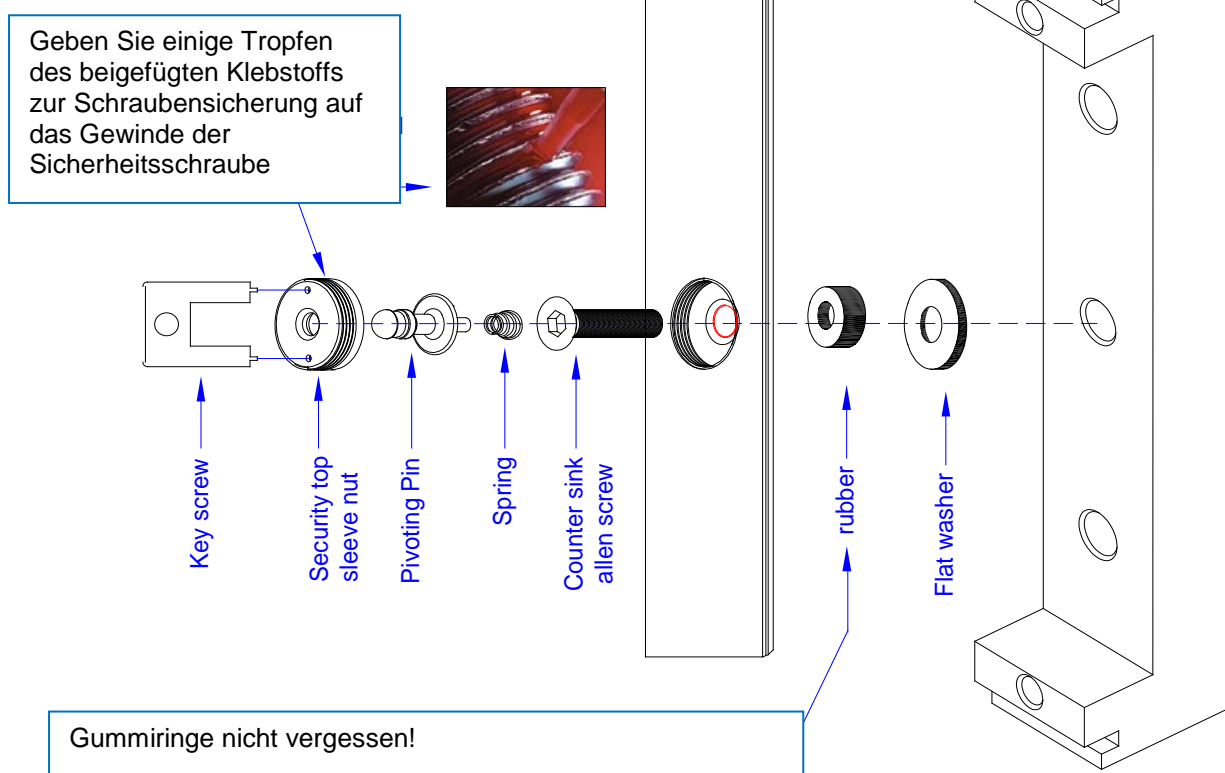 Geben Sie einige Tropfen
des beigefügten Klebstoffs
zur Schraubensicherung auf
das Gewinde der
Sicherheitsschraube
Key screw
Security top
sleeve nut
Pivoting Pin
Spring
Counter sink
allen screw
rubber
Flat washer
Gummiringe nicht vergessen!